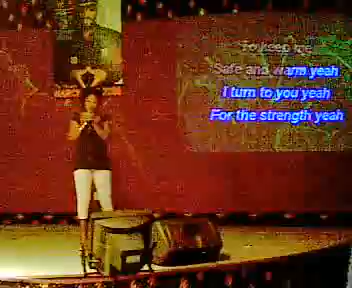 To keep me
Safe and warm yeah
I turn to you yeah
For the strength yeah